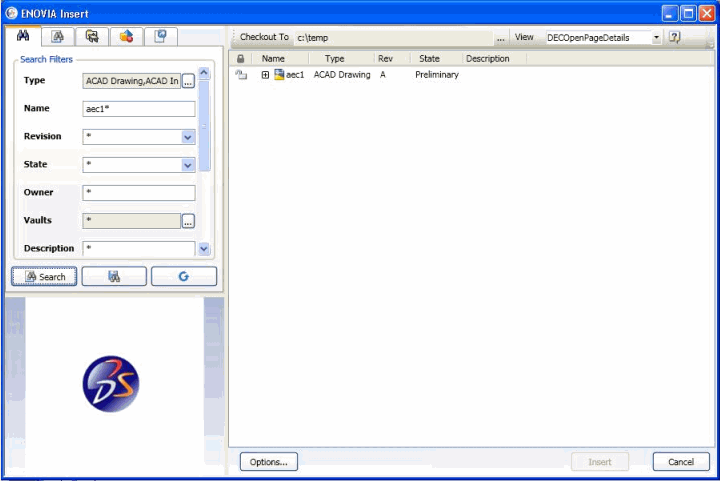 ENOVIA Insert
Search Filters
Type ACAD Drawing,ACAD In ...
Name aec1*
Revision *
State *
Owner *
Vaults * ...
Description *
Search
Checkout To c:\temp ... View DECOpenPageDetails
Name Type Rev State Description
aec1 ACAD Drawing A Preliminary
Options... Insert Cancel